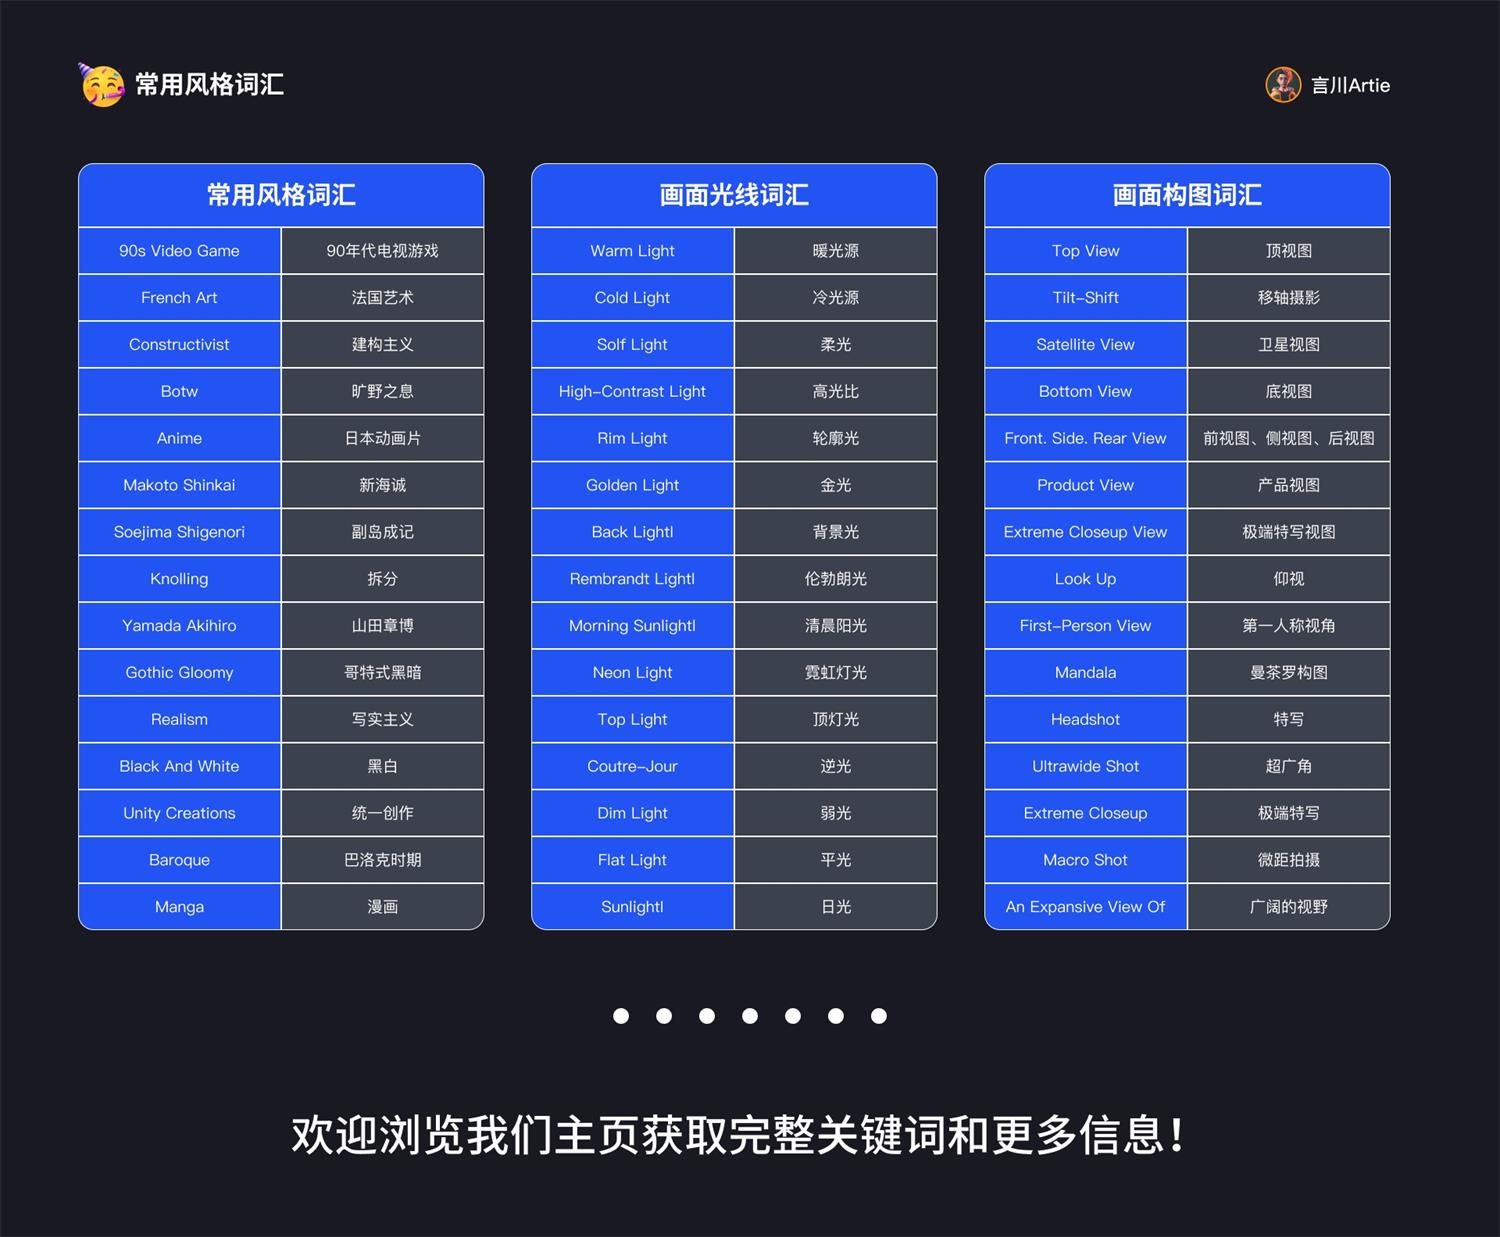 常用风格词汇
言川Artie
常用风格词汇
90s Video Game 90年代电视游戏
French Art 法国艺术
Constructivist 建构主义
Botw 旷野之息
Anime 日本动画片
Makoto Shinkai 新海诚
Soejima Shigenori 副岛成记
Knolling 拆分
Yamada Akihiro 山田章博
Gothic Gloomy 哥特式黑暗
Realism 写实主义
Black And White 黑白
Unity Creations 统一创作
Baroque 巴洛克时期
Manga 漫画
画面光线词汇
Warm Light 暖光源
Cold Light 冷光源
Solf Light 柔光
High-Contrast Light 高光比
Rim Light 轮廓光
Golden Light 金光
Back Lightl 背景光
Rembrandt Lightl 伦勃朗光
Morning Sunlightl 清晨阳光
Neon Light 霓虹灯光
Top Light 顶灯光
Coutre-Jour 逆光
Dim Light 弱光
Flat Light 平光
Sunlightl 日光
画面构图词汇
Top View 顶视图
Tilt-Shift 移轴摄影
Satellite View 卫星视图
Bottom View 底视图
Front. Side. Rear View 前视图、侧视图、后视图
Product View 产品视图
Extreme Closeup View 极端特写视图
Look Up 仰视
First-Person View 第一人称视角
Mandala 曼荼罗构图
Headshot 特写
Ultrawide Shot 超广角
Extreme Closeup 极端特写
Macro Shot 微距拍摄
An Expansive View Of 广阔的视野
欢迎浏览我们主页获取完整关键词和更多信息！